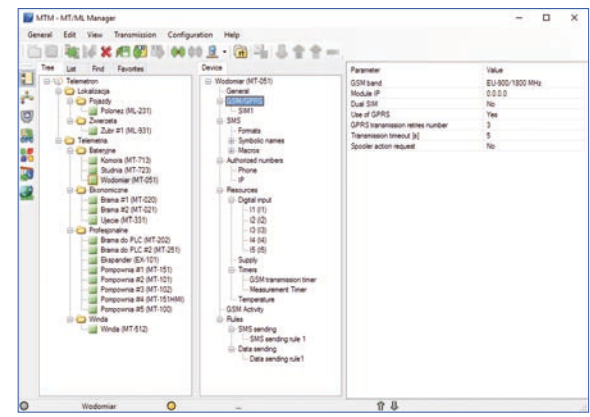 MTM - MT/ML Manager
General Edit View Transmission Configuration Help
Tree List Find Favorites
Telemetron
Lokalizacja
Pojazdy
Polonez (ML-231)
Zwierzeta
Zubr #1 (ML-931)
Telemetria
Bateryjne
Komora (MT-713)
Studnia (MT-723)
Wodomiar (MT-051)
Ekonomiczne
Brama #1 (MT-020)
Brama #2 (MT-021)
Ujecie (MT-331)
Profesjonalne
Brama do PLC (MT-202)
Brama do PLC #2 (MT-251)
Ekspander (EX-101)
Pompownia #1 (MT-151)
Pompownia #2 (MT-101)
Pompownia #3 (MT-102)
Pompownia #4 (MT-151HMI)
Pompownia #5 (MT-100)
Winda
Winda (MT-512)
Device
Wodomiar (MT-051)
General
GSM/GPRS
SIM1
SMS
Formats
Symbolic names
Macros
Authorized numbers
Phone
IP
Resources
Digital input
I1 (I1)
I2 (I2)
I3 (I3)
I4 (I4)
I5 (I5)
Supply
Timers
GSM transmission timer
Measurement Timer
Temperature
GSM Activity
Rules
SMS sending
SMS sending rule 1
Data sending
Data sending rule1
Parameter Value
GSM band EU-900/1800 MHz
Module IP 0.0.0.0
Dual SIM No
Use of GPRS Yes
GPRS transmission retries number 3
Transmission timeout [s] 5
Spooler action request No
Wodomiar ...